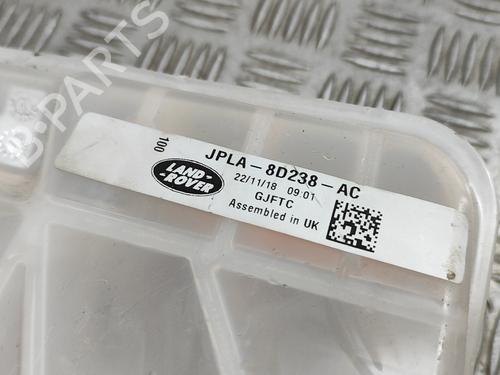 B-PARTS
100
JPLA-8D238-AC
LAND-
ROVER
22/11/18 09.01
GJFTC
Assembled in UK